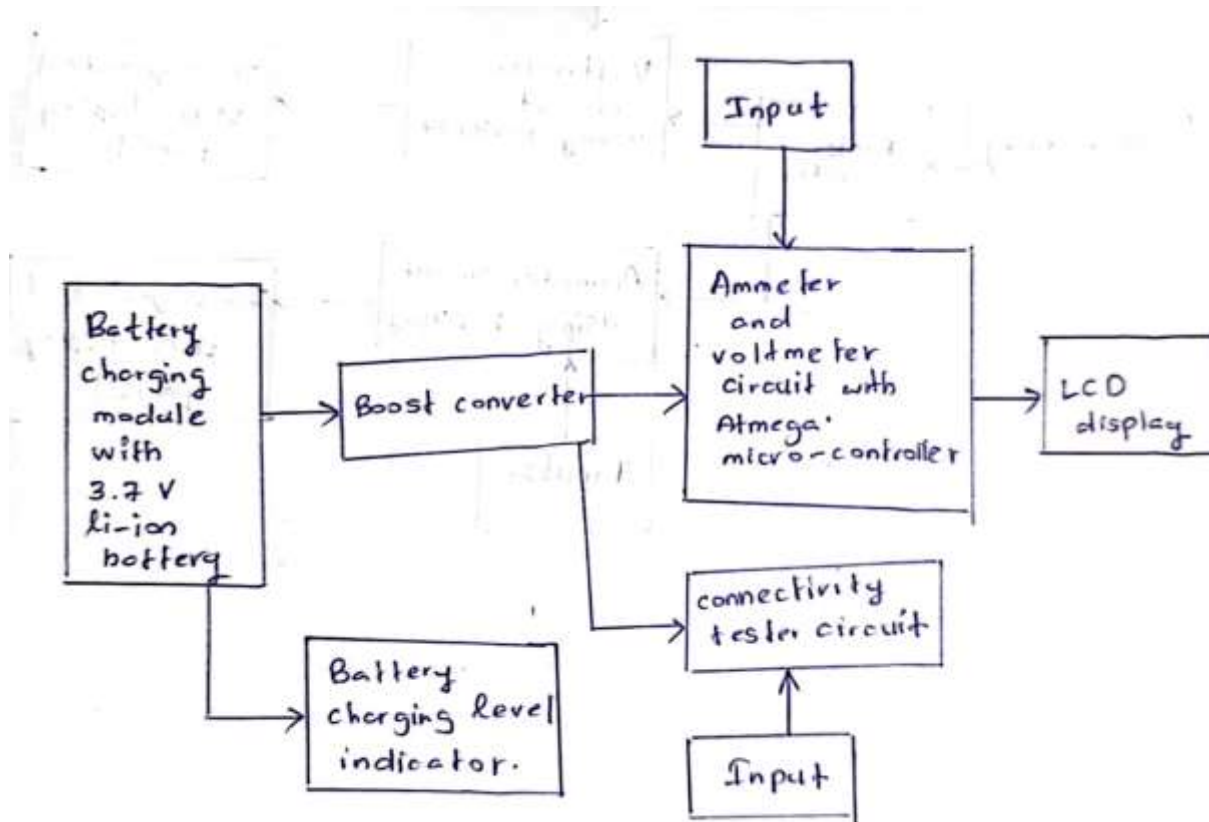 Input
Ammeter
and
voltmeter
circuit with
Atmega.
micro-controller
Battery
charging
module
with
3.7 V
li-ion
battery
Boost converter
LCD
display
connectivity
tester circuit
Battery
charging level
indicator.
Input